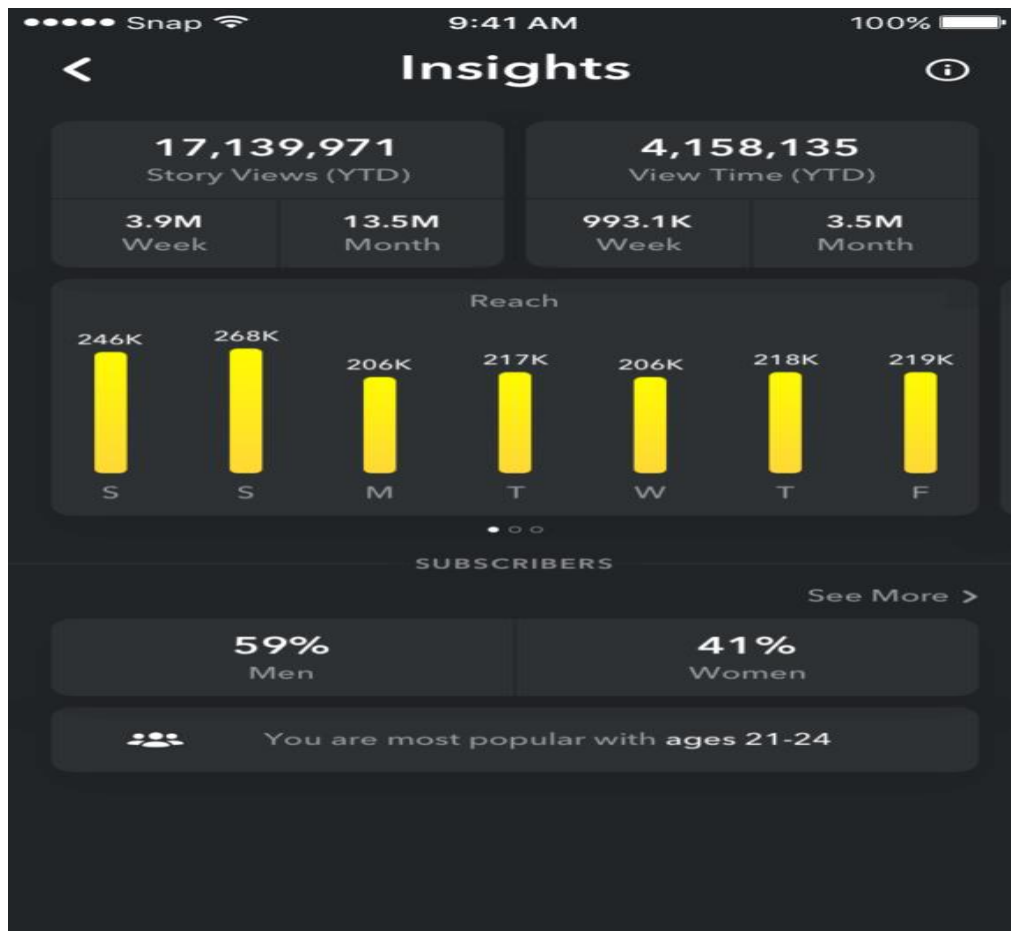 Snap 9:41 AM 100%
Insights
17,139,971 4,158,135
Story Views (YTD) View Time (YTD)
3.9M 13.5M 993.1K 3.5M
Week Month Week Month
Reach
246K 268K 206K 217K 206K 218K 219K
S S M T W T F
SUBSCRIBERS
See More >
59% 41%
Men Women
You are most popular with ages 21-24